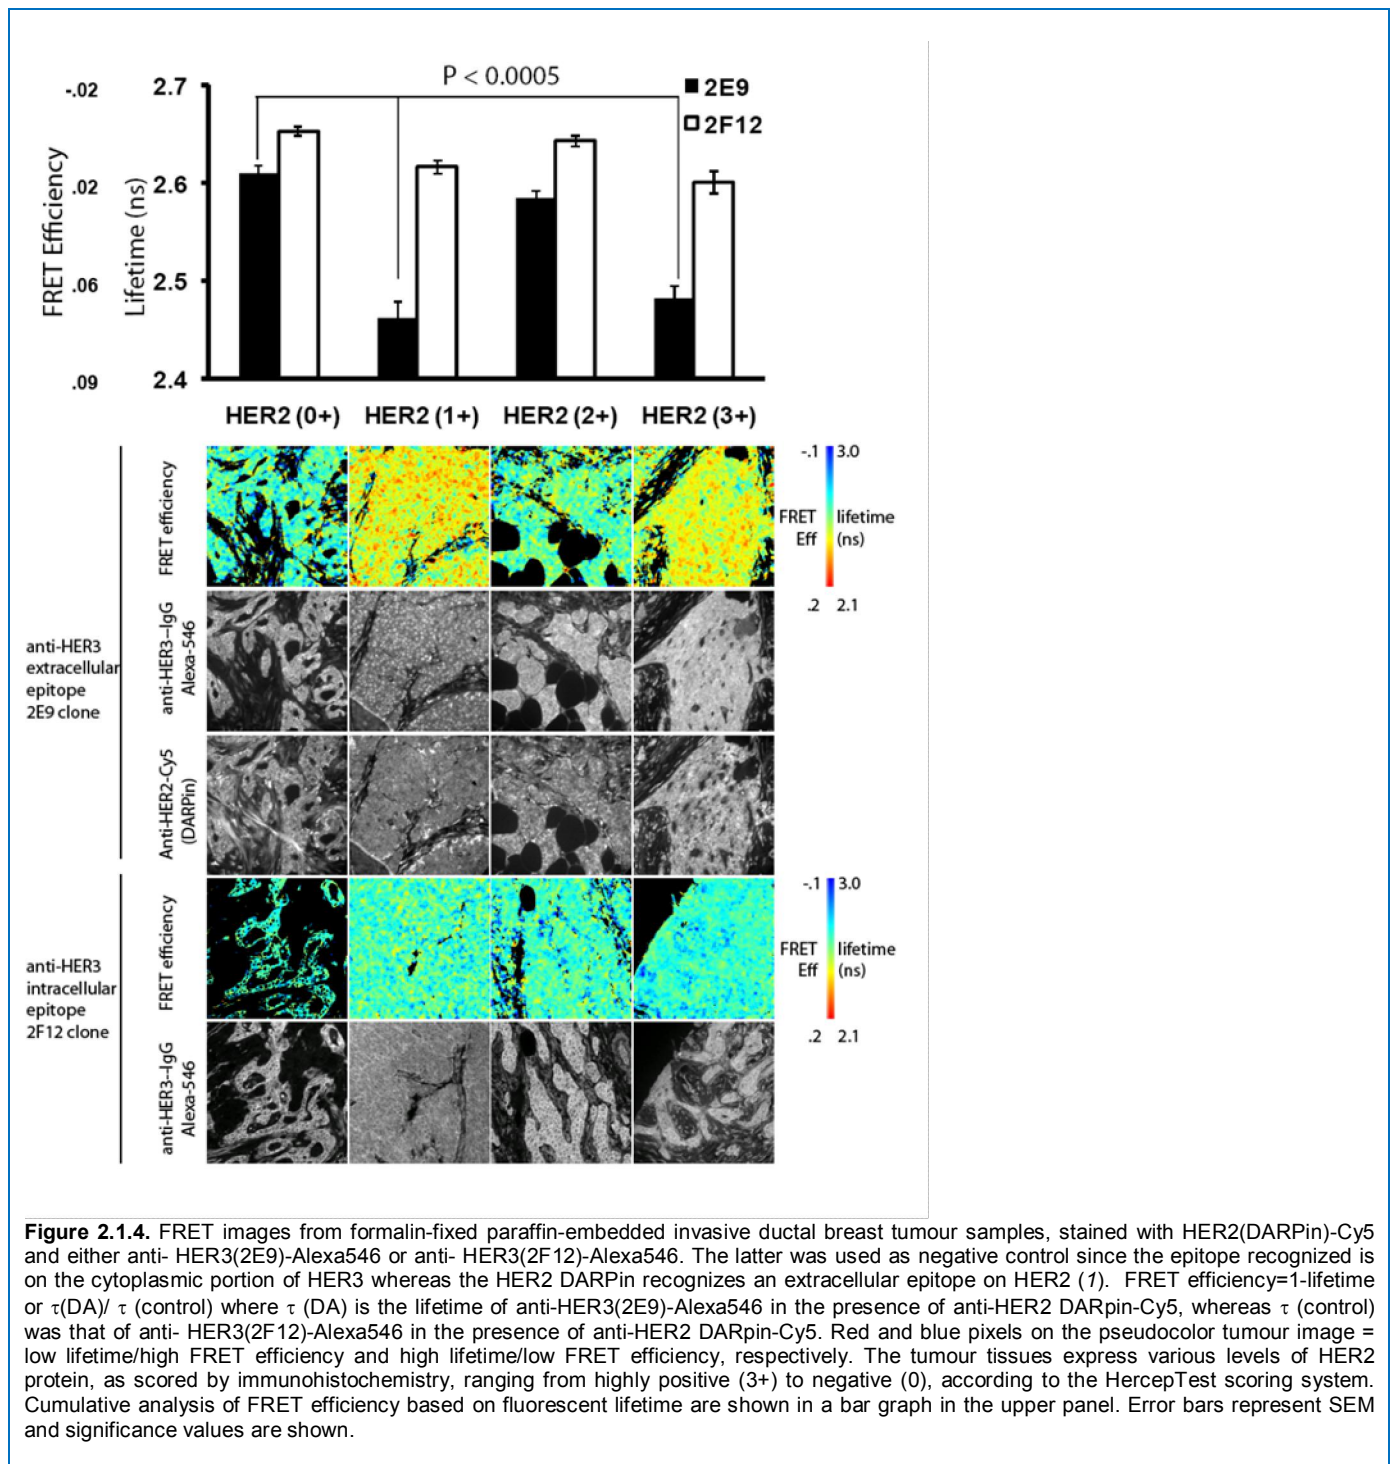 P < 0.0005
2E9
2F12
-.02
.02
.06
.09
FRET Efficiency
Lifetime (ns)
2.7
2.6
2.5
2.4
HER2 (0+) HER2 (1+) HER2 (2+) HER2 (3+)
anti-HER3
extracellular
epitope
2E9 clone
FRET efficiency
anti-HER3--IgG
Alexa-546
Anti-HER2-Cy5
(DARPin)
-.1 3.0
FRET lifetime
Eff (ns)
.2 2.1
anti-HER3
intracellular
epitope
2F12 clone
FRET efficiency
anti-HER3--IgG
Alexa-546
-.1 3.0
FRET lifetime
Eff (ns)
.2 2.1
Figure 2.1.4. FRET images from formalin-fixed paraffin-embedded invasive ductal breast tumour samples, stained with HER2(DARPin)-Cy5
and either anti- HER3(2E9)-Alexa546 or anti- HER3(2F12)-Alexa546. The latter was used as negative control since the epitope recognized is
on the cytoplasmic portion of HER3 whereas the HER2 DARPin recognizes an extracellular epitope on HER2 (1). FRET efficiency=1-lifetime
or τ(DA)/ τ (control) where τ (DA) is the lifetime of anti-HER3(2E9)-Alexa546 in the presence of anti-HER2 DARpin-Cy5, whereas τ (control)
was that of anti- HER3(2F12)-Alexa546 in the presence of anti-HER2 DARpin-Cy5. Red and blue pixels on the pseudocolor tumour image =
low lifetime/high FRET efficiency and high lifetime/low FRET efficiency, respectively. The tumour tissues express various levels of HER2
protein, as scored by immunohistochemistry, ranging from highly positive (3+) to negative (0), according to the HercepTest scoring system.
Cumulative analysis of FRET efficiency based on fluorescent lifetime are shown in a bar graph in the upper panel. Error bars represent SEM
and significance values are shown.